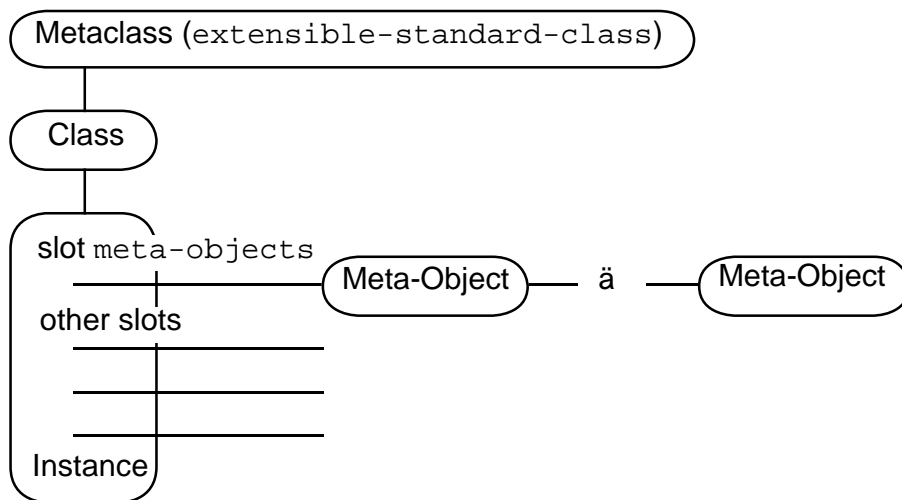 Metaclass (extensible-standard-class)
Class
slot meta-objects
Meta-Object
ä
Meta-Object
other slots
Instance